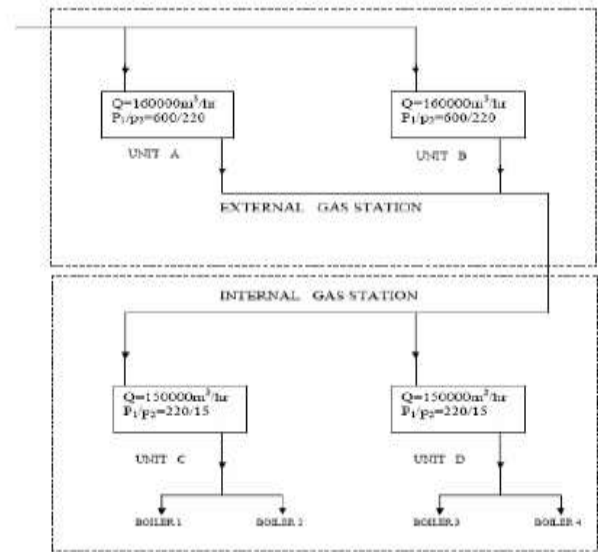 Q=160000m³/hr
P₁/p₂=600/220
UNIT A
Q=160000m³/hr
P₁/p₂=600/220
UNIT B
EXTERNAL GAS STATION
INTERNAL GAS STATION
Q=150000m³/hr
P₁/p₂=220/15
UNIT C
Q=150000m³/hr
P₁/p₂=220/15
UNIT D
BOILER 1
BOILER 2
BOILER 3
BOILER 4